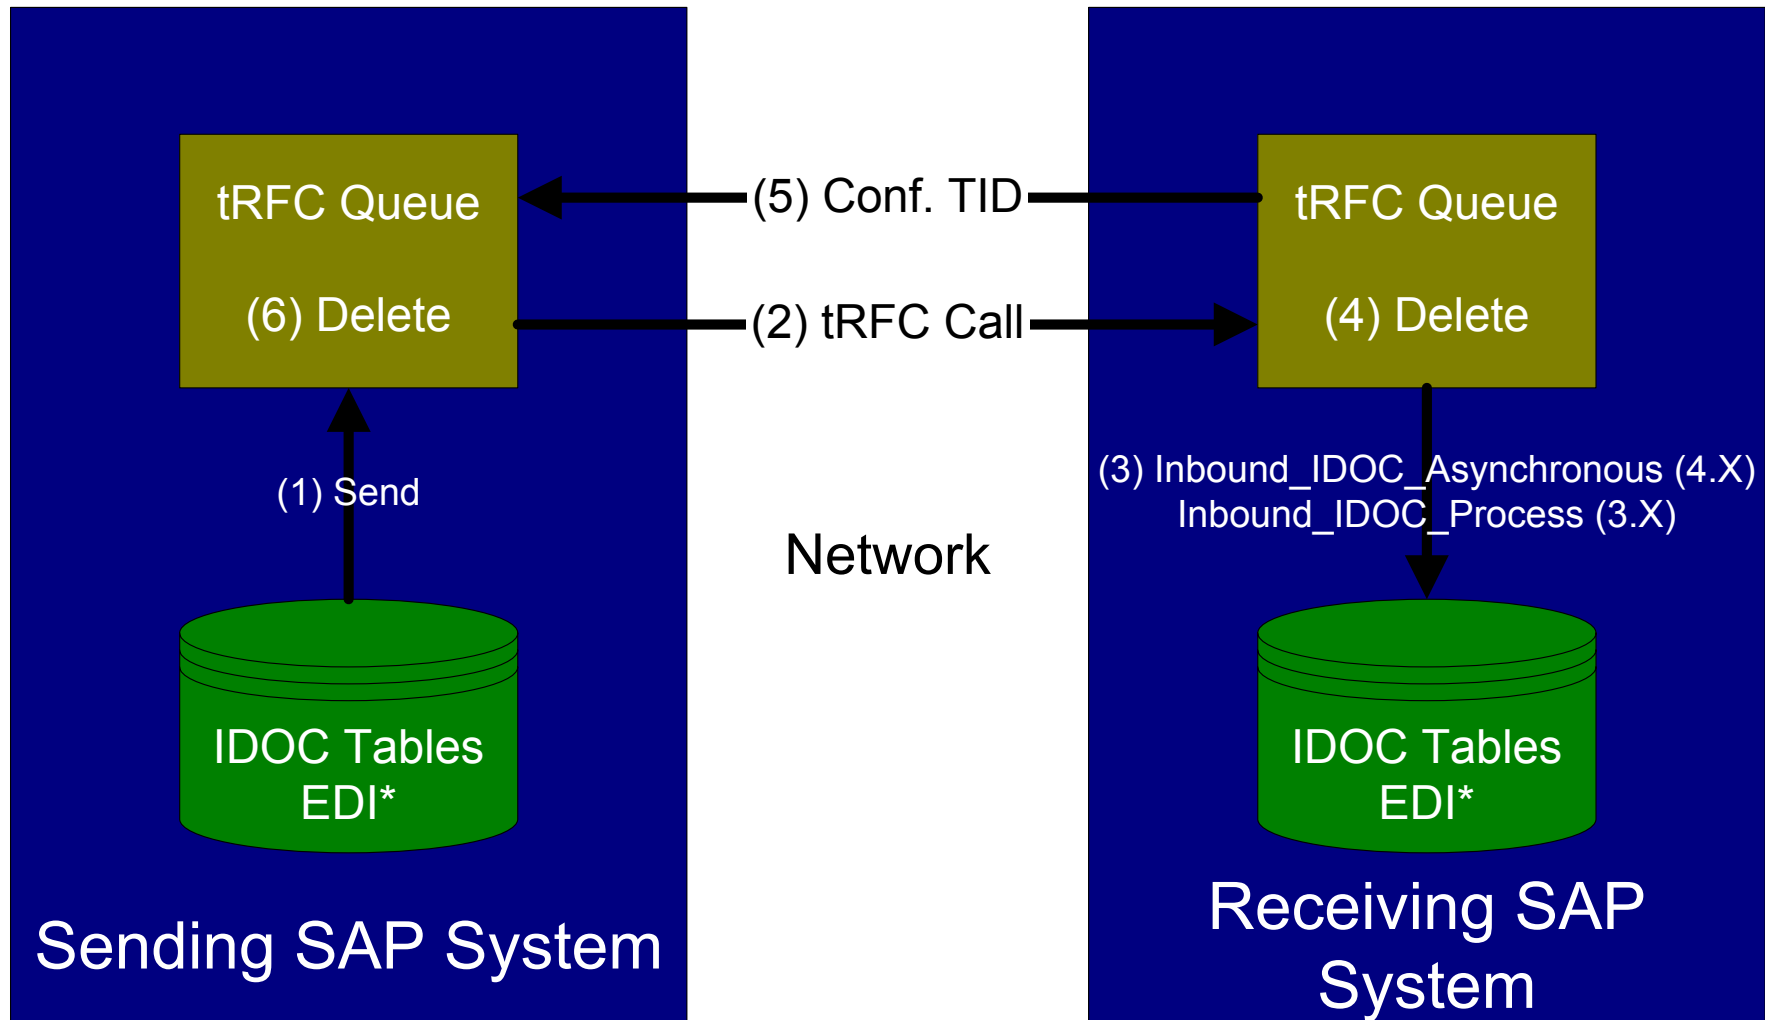 tRFC Queue
(6) Delete
(1) Send
IDOC Tables
EDI*
Sending SAP System
(5) Conf. TID
(2) tRFC Call
Network
tRFC Queue
(4) Delete
(3) Inbound_IDOC_Asynchronous (4.X)
Inbound_IDOC_Process (3.X)
IDOC Tables
EDI*
Receiving SAP
System